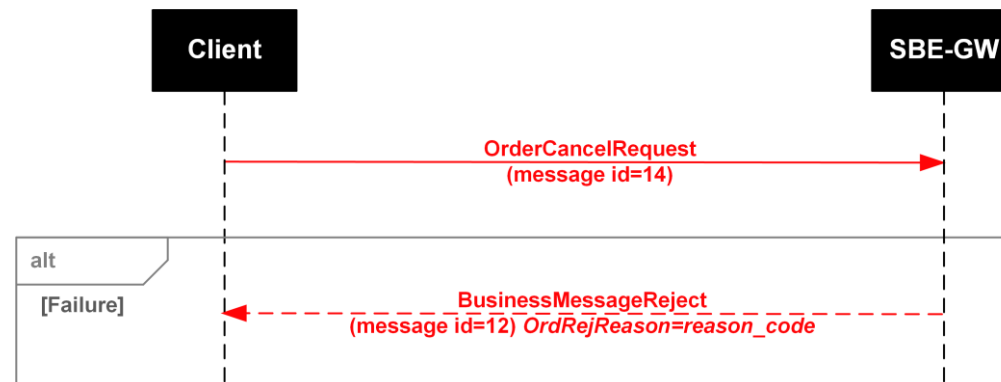 Client
SBE-GW
OrderCancelRequest
(message id=14)
alt
[Failure]
BusinessMessageReject
(message id=12) OrdRejReason=reason_code